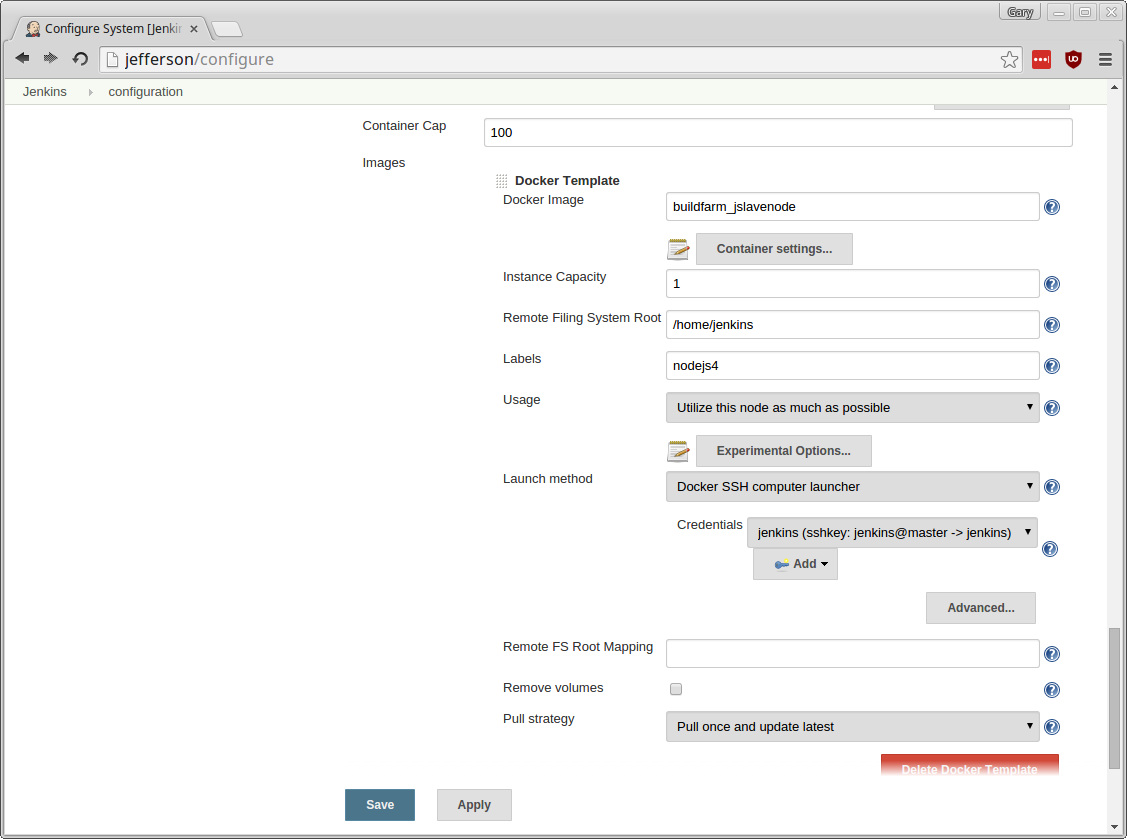 Gary
Configure System [Jenkin
jefferson/configure
Jenkins configuration
Container Cap 100
Images
Docker Template
Docker Image buildfarm_jslavenode
Container settings...
Instance Capacity 1
Remote Filing System Root /home/jenkins
Labels nodejs4
Usage Utilize this node as much as possible
Experimental Options...
Launch method Docker SSH computer launcher
Credentials jenkins (sshkey: jenkins@master -> jenkins)
Add
Advanced...
Remote FS Root Mapping
Remove volumes
Pull strategy Pull once and update latest
Delete Docker Template
Save Apply